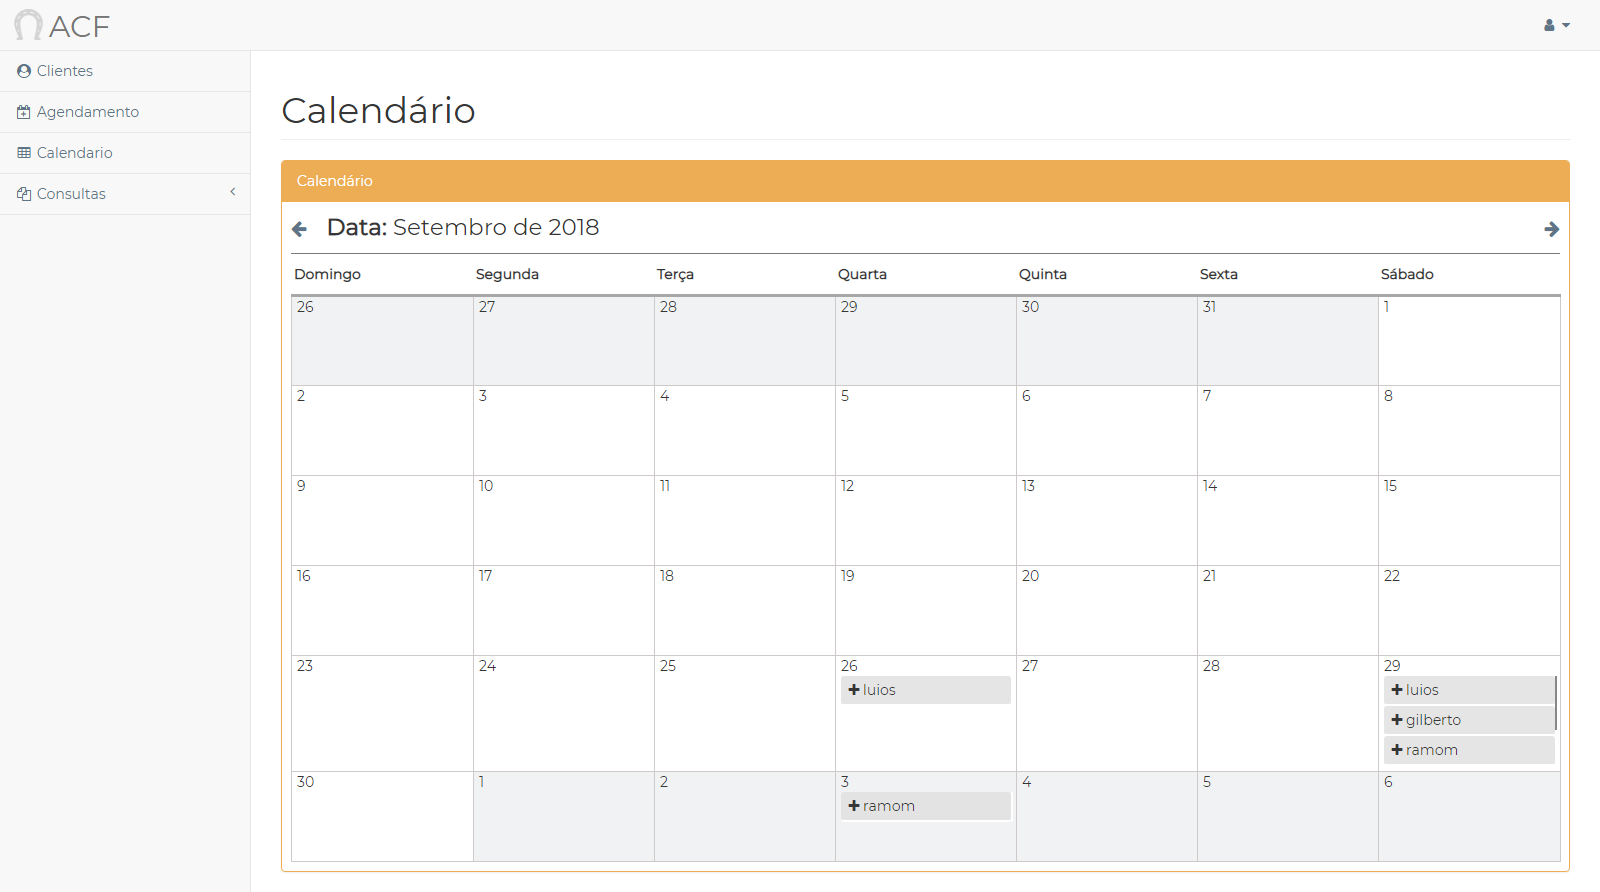 ACF
Clientes
Agendamento
Calendario
Consultas
Calendário
Calendário
Data: Setembro de 2018
Domingo Segunda Terça Quarta Quinta Sexta Sábado
26 27 28 29 30 31 1
2 3 4 5 6 7 8
9 10 11 12 13 14 15
16 17 18 19 20 21 22
23 24 25 26 27 28 29
luios luios
gilberto
ramom
30 1 2 3 4 5 6
ramom